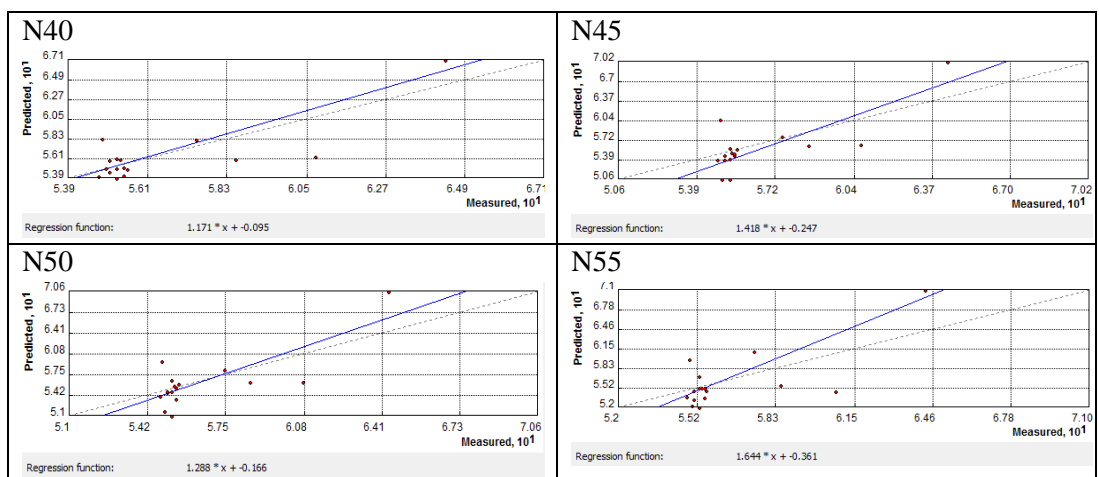 N40
6.71
6.49
6.27
6.05
5.83
5.61
5.39
Predicted, 10¹
5.39 5.61 5.83 6.05 6.27 6.49 6.71
Measured, 10¹
Regression function: 1.171 * x + -0.095
N45
7.02
6.7
6.37
6.04
5.72
5.39
5.06
Predicted, 10¹
5.06 5.39 5.72 6.04 6.37 6.70 7.02
Measured, 10¹
Regression function: 1.418 * x + -0.247
N50
7.06
6.73
6.41
6.08
5.75
5.42
5.1
Predicted, 10¹
5.1 5.42 5.75 6.08 6.41 6.73 7.06
Measured, 10¹
Regression function: 1.288 * x + -0.166
N55
7.1
6.78
6.46
6.15
5.83
5.52
5.2
Predicted, 10¹
5.2 5.52 5.83 6.15 6.46 6.78 7.10
Measured, 10¹
Regression function: 1.644 * x + -0.361